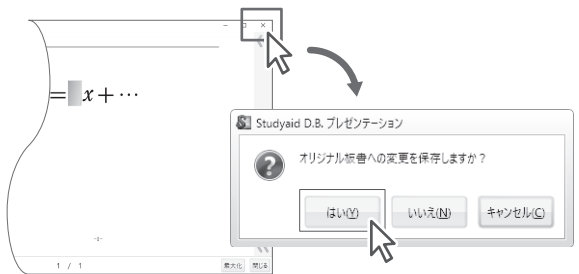 = x + ⋯
Studyaid D.B. プレゼンテーション
オリジナル板書への変更を保存しますか？
はい(Y) いいえ(N) キャンセル(C)
-1-
1 / 1 最大化 閉じる